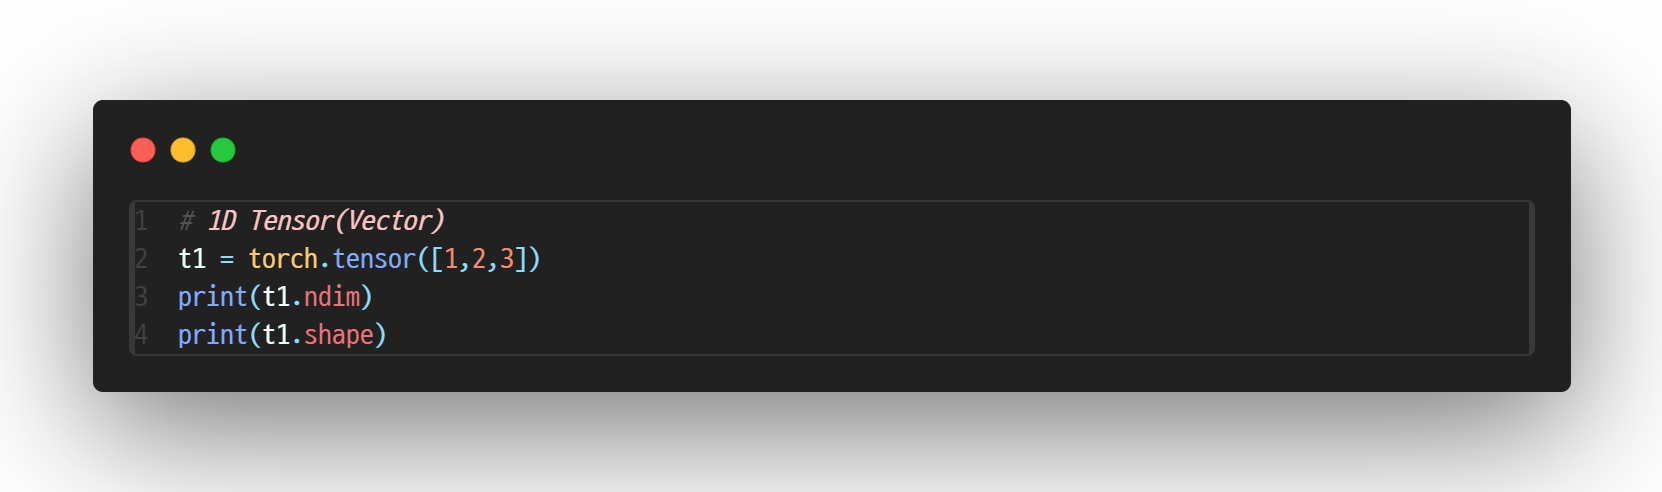 1 # 1D Tensor(Vector)
2 t1 = torch.tensor([1,2,3])
3 print(t1.ndim)
4 print(t1.shape)